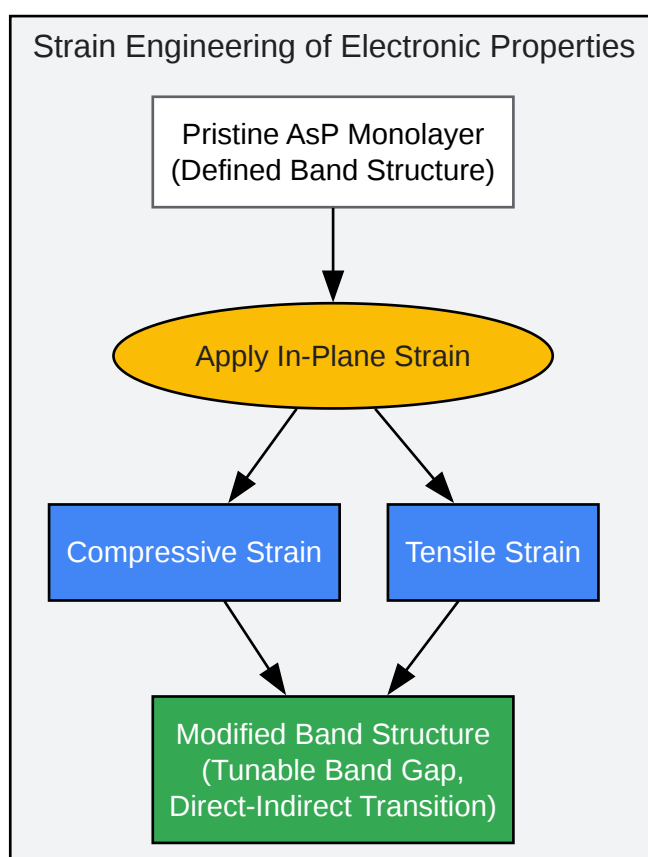 Strain Engineering of Electronic Properties
Pristine AsP Monolayer
(Defined Band Structure)
Apply In-Plane Strain
Compressive Strain
Tensile Strain
Modified Band Structure
(Tunable Band Gap,
Direct-Indirect Transition)